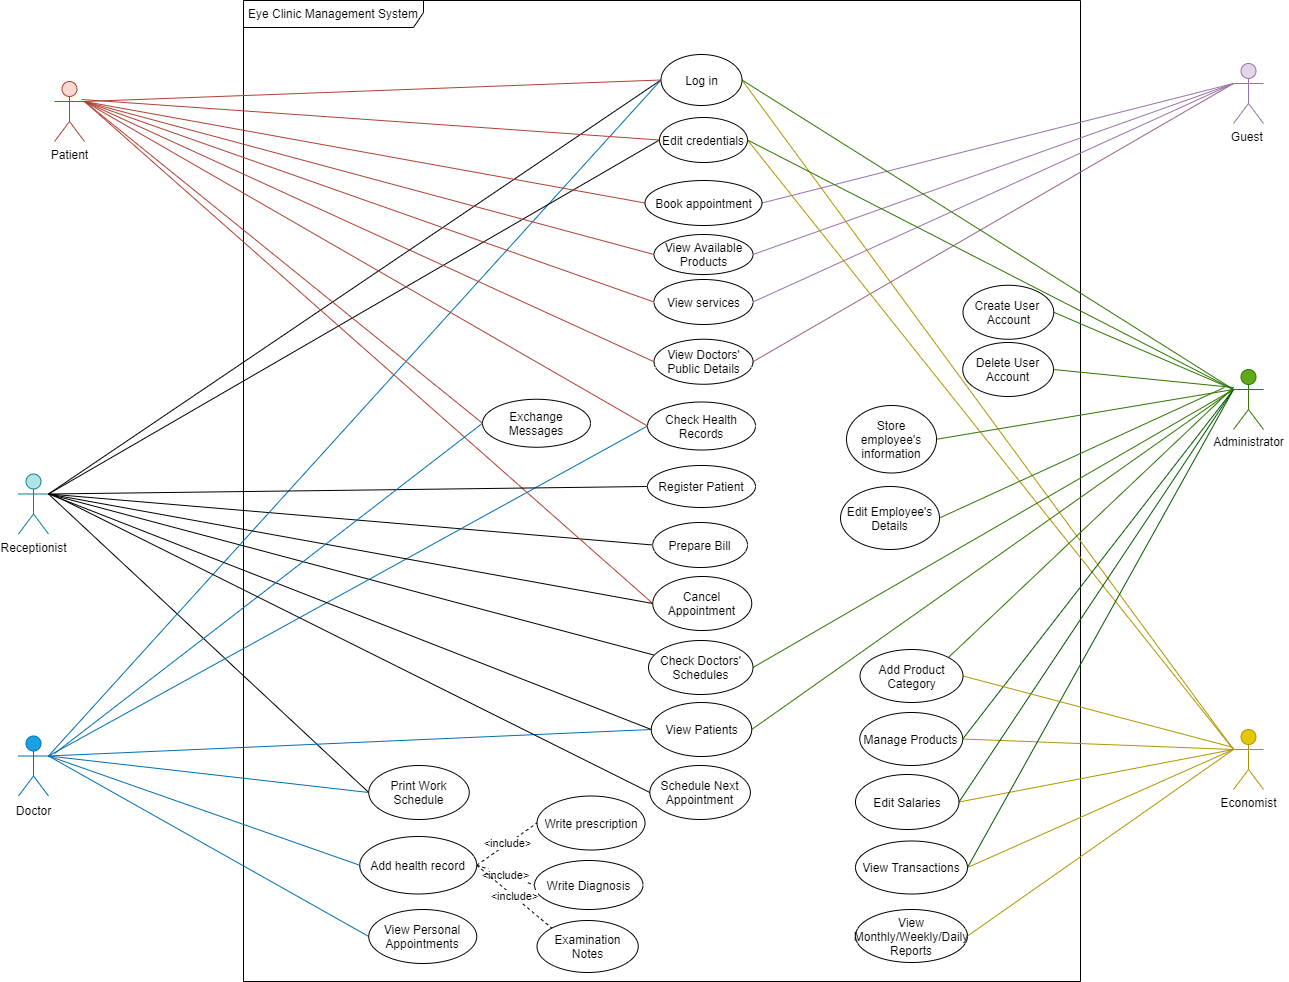 Eye Clinic Management System
Log in
Patient
Guest
Edit credentials
Book appointment
View Available
Products
View services
Create User
Account
View Doctors'
Public Details
Delete User
Account
Exchange
Messages
Check Health
Records
Store
employee's
information
Administrator
Register Patient
Edit Employee's
Details
Receptionist
Prepare Bill
Cancel
Appointment
Check Doctors'
Schedules
Add Product
Category
View Patients
Manage Products
Print Work
Schedule
Schedule Next
Appointment
Edit Salaries
Doctor
Economist
Write prescription
<include>
Add health record
<include>
Write Diagnosis
<include>
View Transactions
View Personal
Appointments
Examination
Notes
View
Monthly/Weekly/Daily
Reports